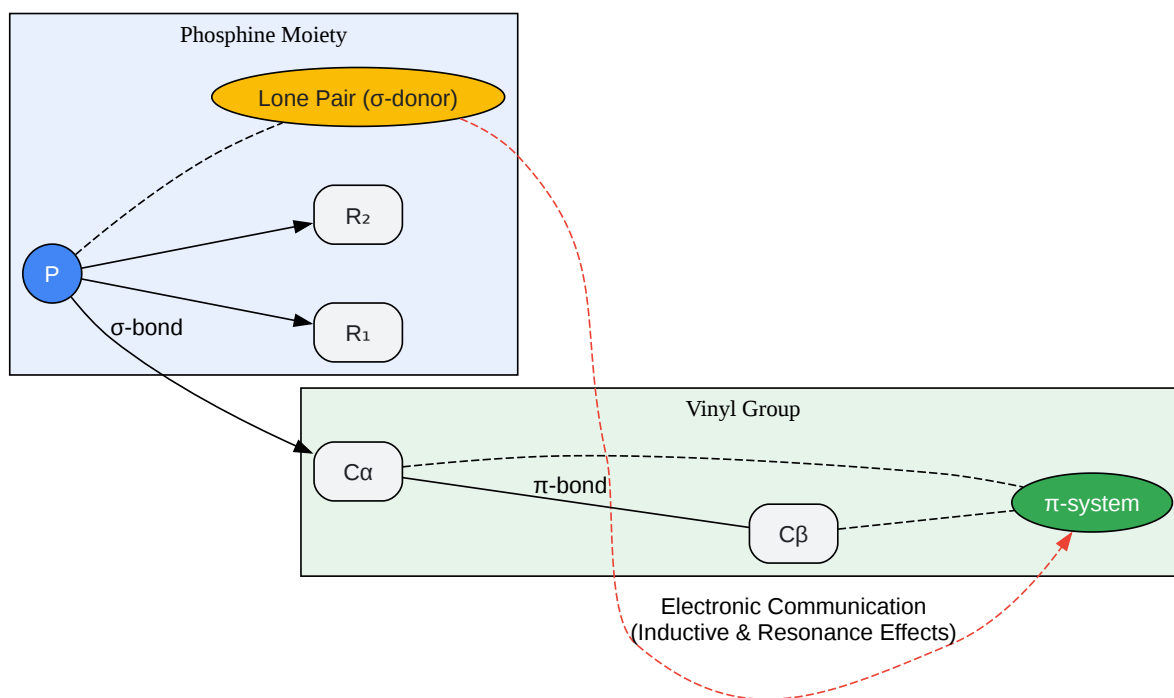 Phosphine Moiety
Lone Pair (σ-donor)
R₂
P
R₁
σ-bond
Vinyl Group
Cα
π-bond
Cβ
π-system
Electronic Communication
(Inductive & Resonance Effects)